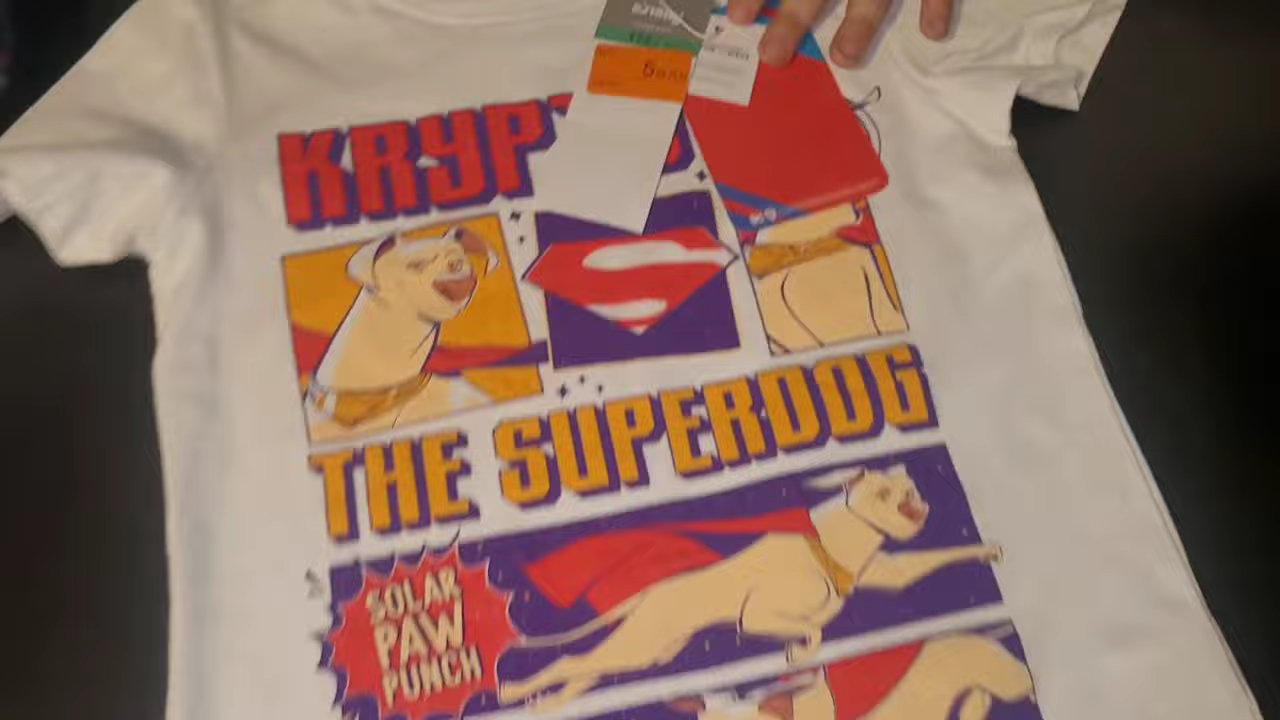 KRYP
S
THE SUPERDOG
SOLAR
PAW
PUNCH